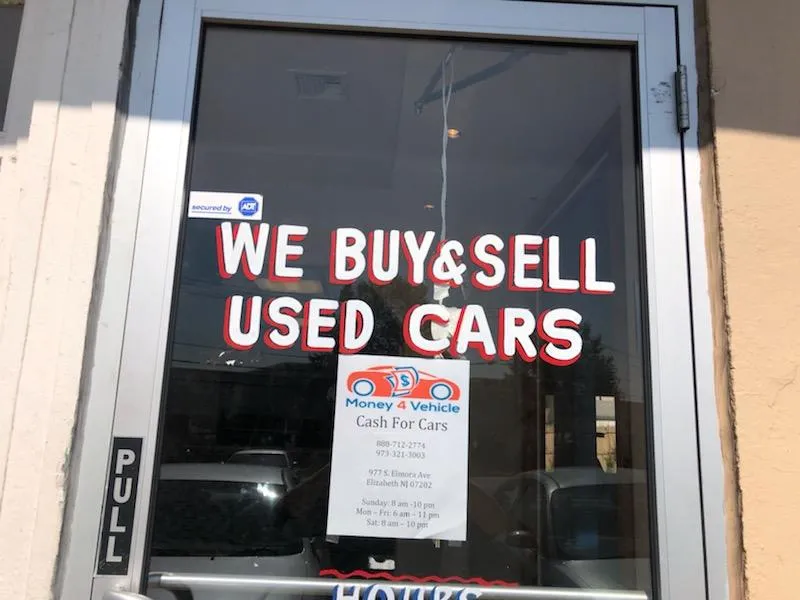 secured by ADT
WE BUY & SELL
USED CARS
$
Money 4 Vehicle
Cash For Cars
888-712-2774
973-321-3003
977 S. Elmora Ave
Elizabeth NJ 07202
Sunday: 8 am -10 pm
Mon – Fri: 6 am – 11 pm
Sat: 8 am – 10 pm
PULL
HOURS